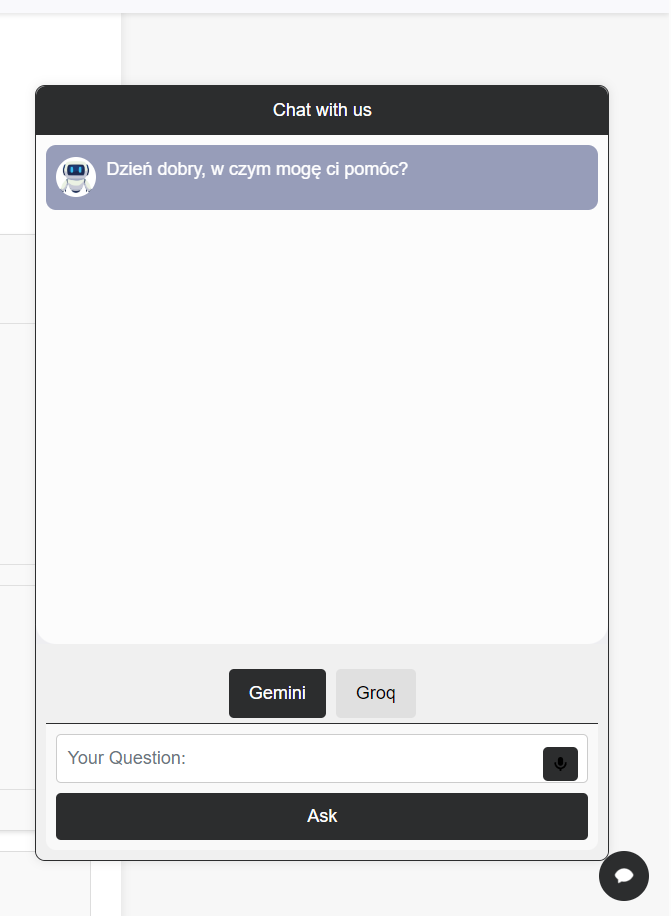 Chat with us
Dzień dobry, w czym mogę ci pomóc?
Gemini Groq
Your Question:
Ask